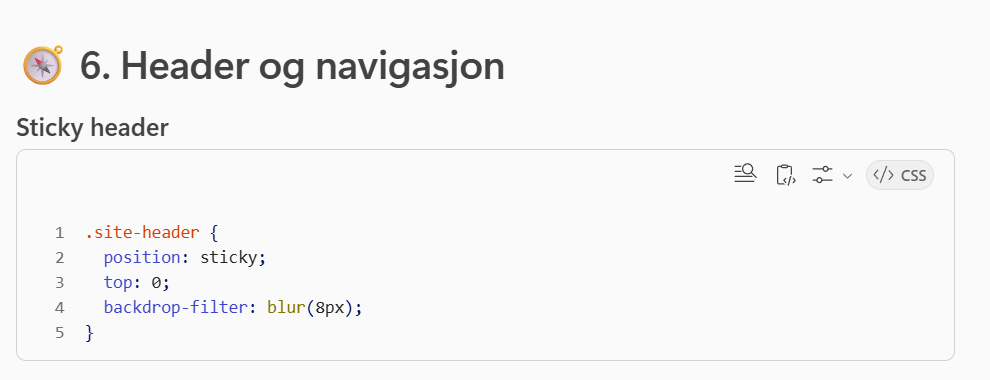 6. Header og navigasjon
Sticky header
</> CSS
1 .site-header {
2   position: sticky;
3   top: 0;
4   backdrop-filter: blur(8px);
5 }